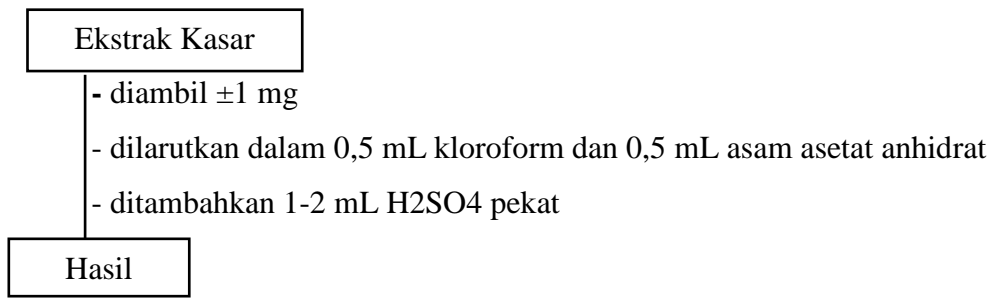 Ekstrak Kasar
- diambil ±1 mg
- dilarutkan dalam 0,5 mL kloroform dan 0,5 mL asam asetat anhidrat
- ditambahkan 1-2 mL H2SO4 pekat
Hasil